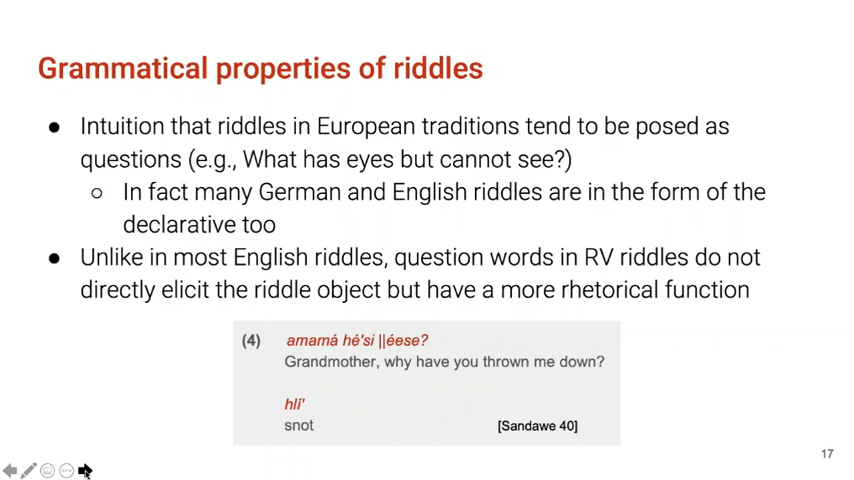 Grammatical properties of riddles
● Intuition that riddles in European traditions tend to be posed as
questions (e.g., What has eyes but cannot see?)
○ In fact many German and English riddles are in the form of the
declarative too
● Unlike in most English riddles, question words in RV riddles do not
directly elicit the riddle object but have a more rhetorical function
(4) amamá hé'si ||éese?
Grandmother, why have you thrown me down?
hlí'
snot [Sandawe 40]
17